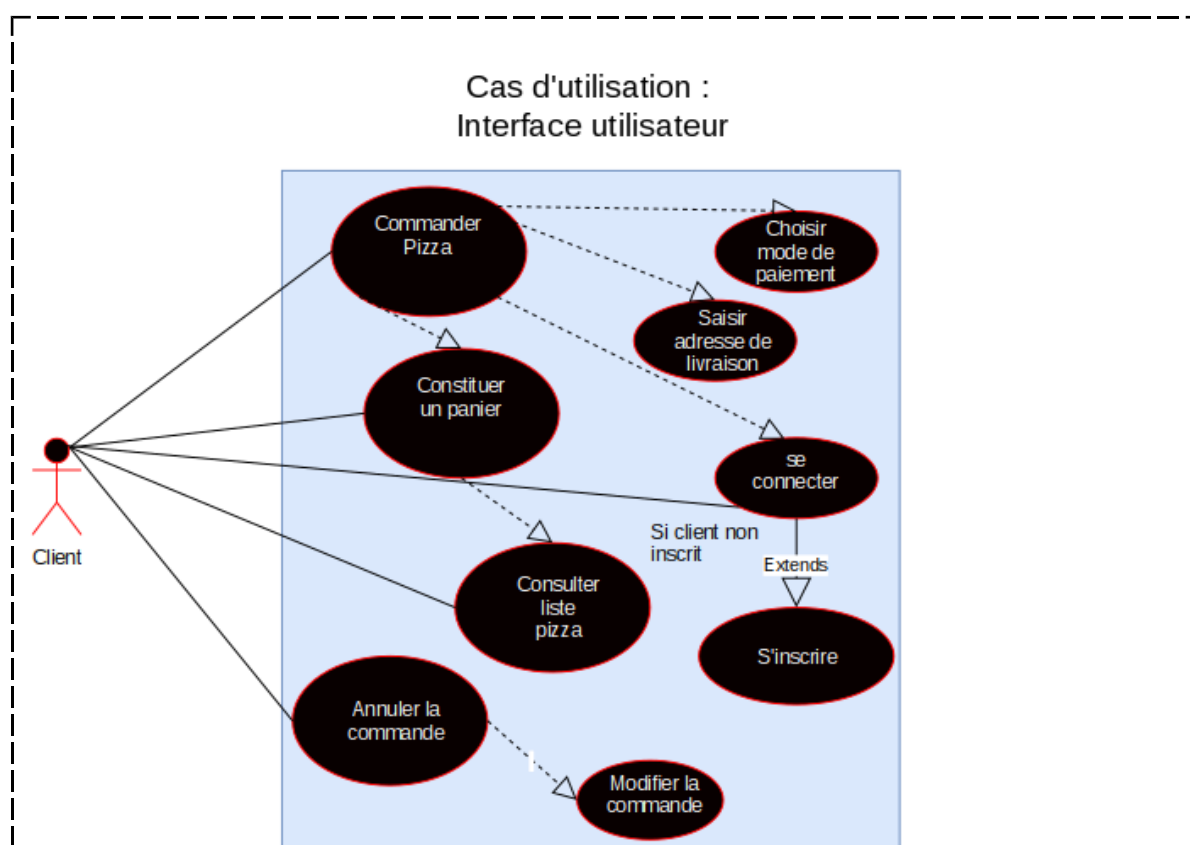 Cas d'utilisation :
Interface utilisateur
Commander
Pizza
Choisir
mode de
paiement
Saisir
adresse de
livraison
Constituer
un panier
se
connecter
Si client non
inscrit
Extends
Client
Consulter
liste
pizza
S'inscrire
Annuler la
commande
Modifier la
commande